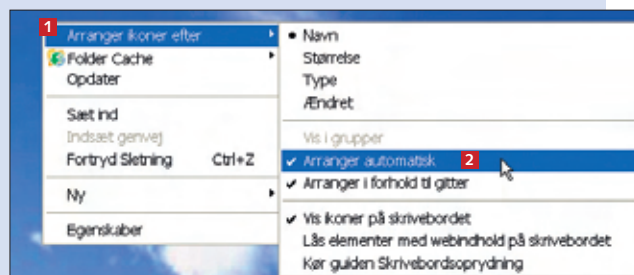 1
Arranger ikoner efter
Folder Cache
Opdater
Sæt ind
Indsæt genvej
Fortryd Sletning Ctrl+Z
Ny
Egenskaber
Navn
Størrelse
Type
Ændret
Vis i grupper
Arranger automatisk 2
Arranger i forhold til gitter
Vis ikoner på skrivebordet
Lås elementer med webindhold på skrivebordet
Kør guiden Skrivebordsoprydning